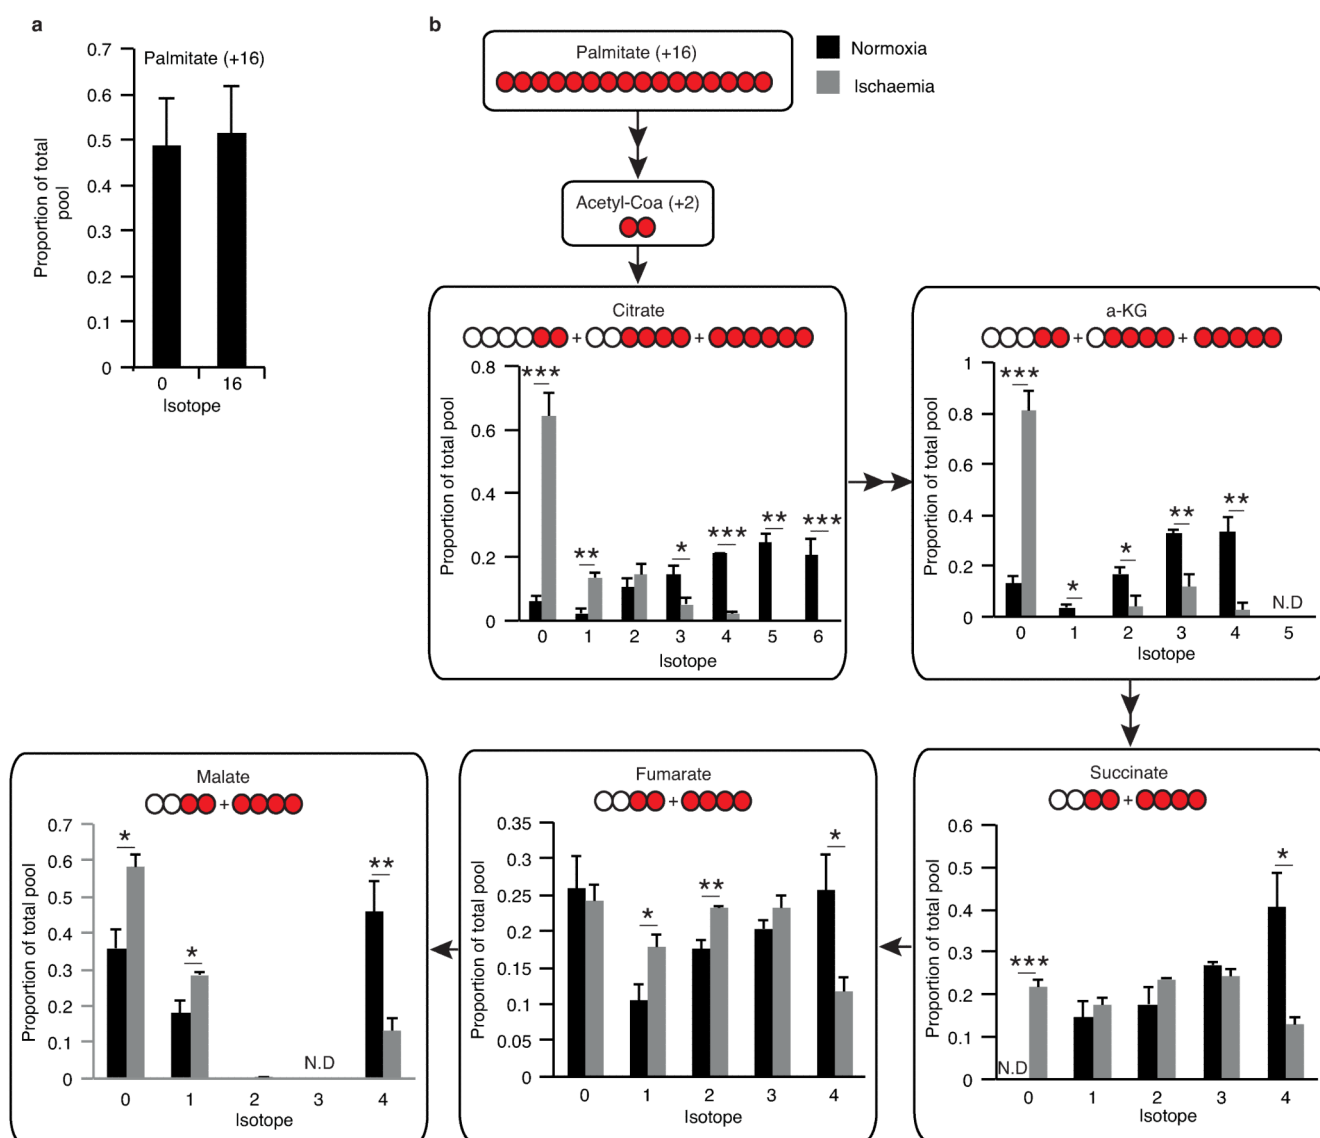 a
0.7
0.6
0.5
0.4
0.3
0.2
0.1
0
Proportion of total
pool
Palmitate (+16)
0 16
Isotope
b
Palmitate (+16)
Normoxia
Ischaemia
Acetyl-Coa (+2)
Citrate
+ +
Proportion of total pool
0.8
0.6
0.4
0.2
0
*** ** * *** ** ***
0 1 2 3 4 5 6
Isotope
a-KG
+ +
Proportion of total pool
1
0.8
0.6
0.4
0.2
0
*** * * ** ** N.D
0 1 2 3 4 5
Isotope
Malate
+
Proportion of total pool
0.7
0.6
0.5
0.4
0.3
0.2
0.1
0
* * N.D **
0 1 2 3 4
Isotope
Fumarate
+
Proportion of total pool
0.35
0.3
0.25
0.2
0.15
0.1
0.05
0
* ** *
0 1 2 3 4
Isotope
Succinate
+
Proportion of total pool
0.6
0.5
0.4
0.3
0.2
0.1
0
*** *
N.D
0 1 2 3 4
Isotope